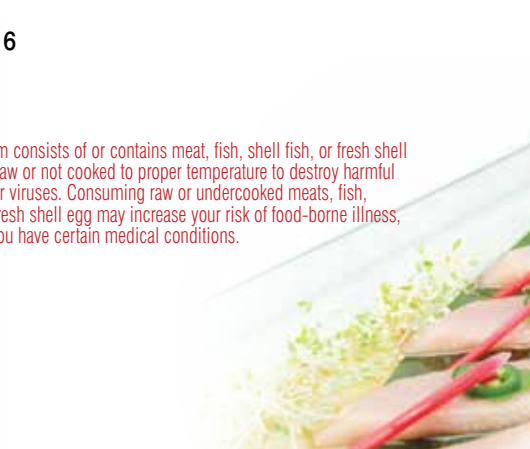 6
m consists of or contains meat, fish, shell fish, or fresh shell
aw or not cooked to proper temperature to destroy harmful
r viruses. Consuming raw or undercooked meats, fish,
resh shell egg may increase your risk of food-borne illness,
ou have certain medical conditions.